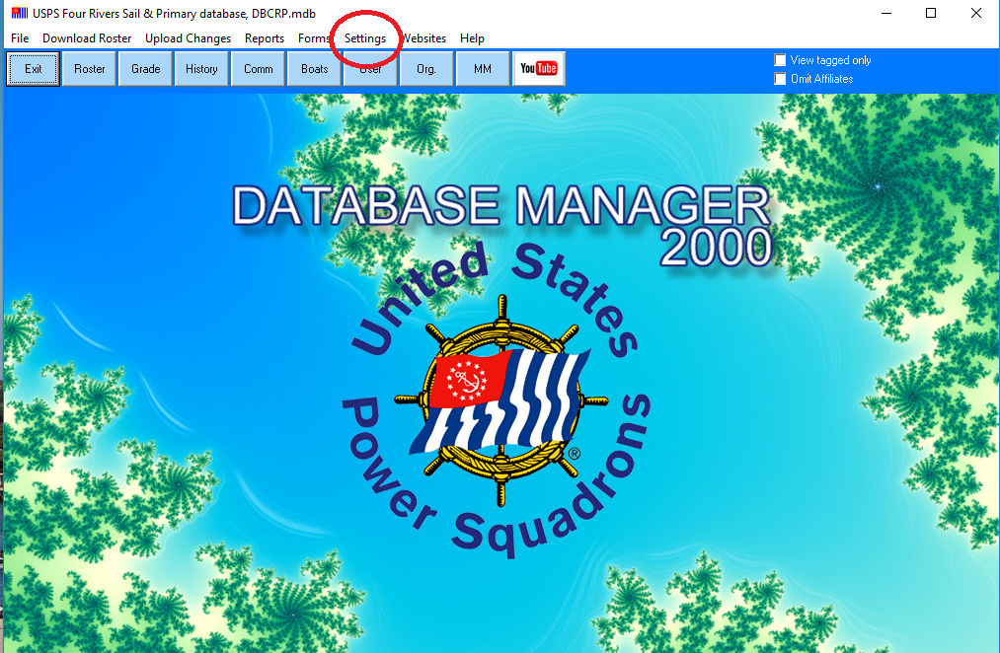 USPS Four Rivers Sail & Primary database, DBCRP.mdb
File Download Roster Upload Changes Reports Forms Settings Websites Help
Exit Roster Grade History Comm Boats User Org. MM YouTube
View tagged only
Omit Affiliates
DATABASE MANAGER
2000
United States
Power Squadrons
®